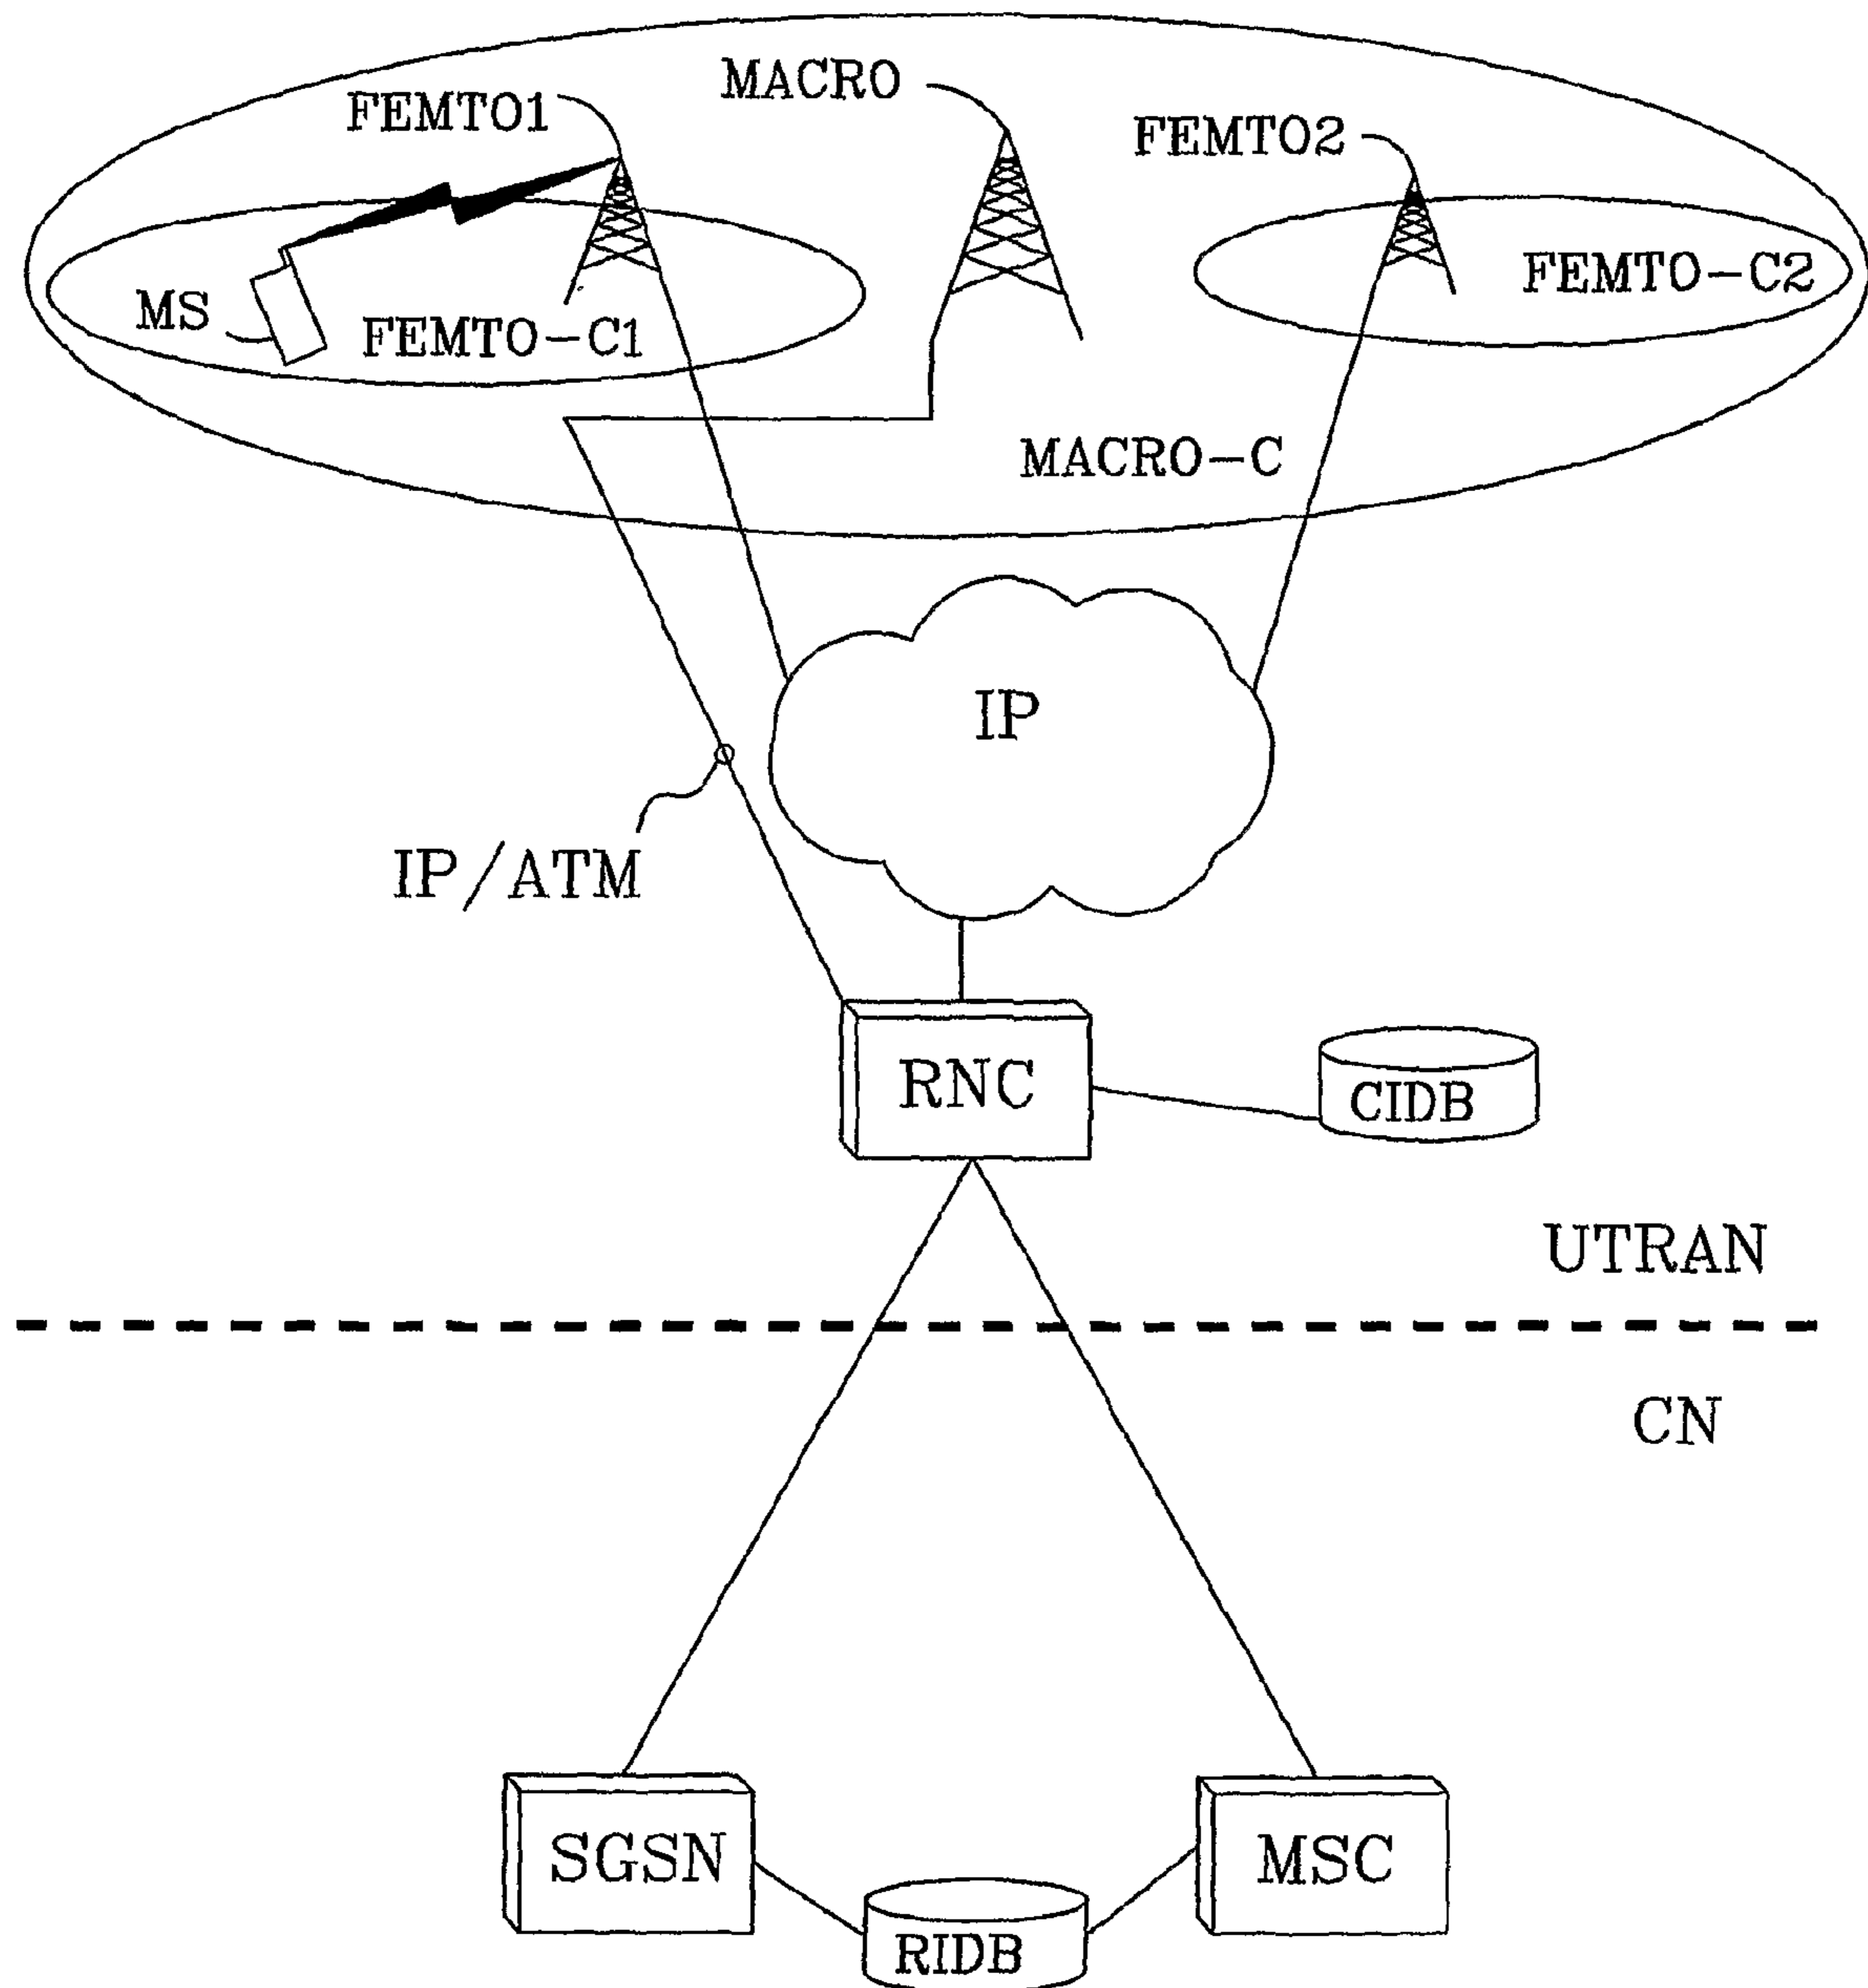 MACRO
FEMTO1
FEMTO2
FEMTO-C2
MS
FEMTO-C1
MACRO-C
IP
IP/ATM
RNC
CIDB
UTRAN
CN
SGSN
MSC
RIDB